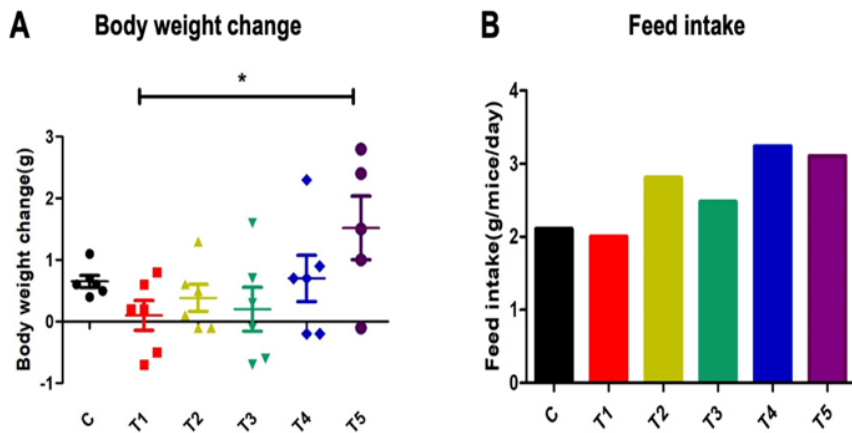 A Body weight change
*
Body weight change(g)
3
2
1
0
-1
C T1 T2 T3 T4 T5
B Feed intake
Feed intake(g/mice/day)
4
3
2
1
0
C T1 T2 T3 T4 T5